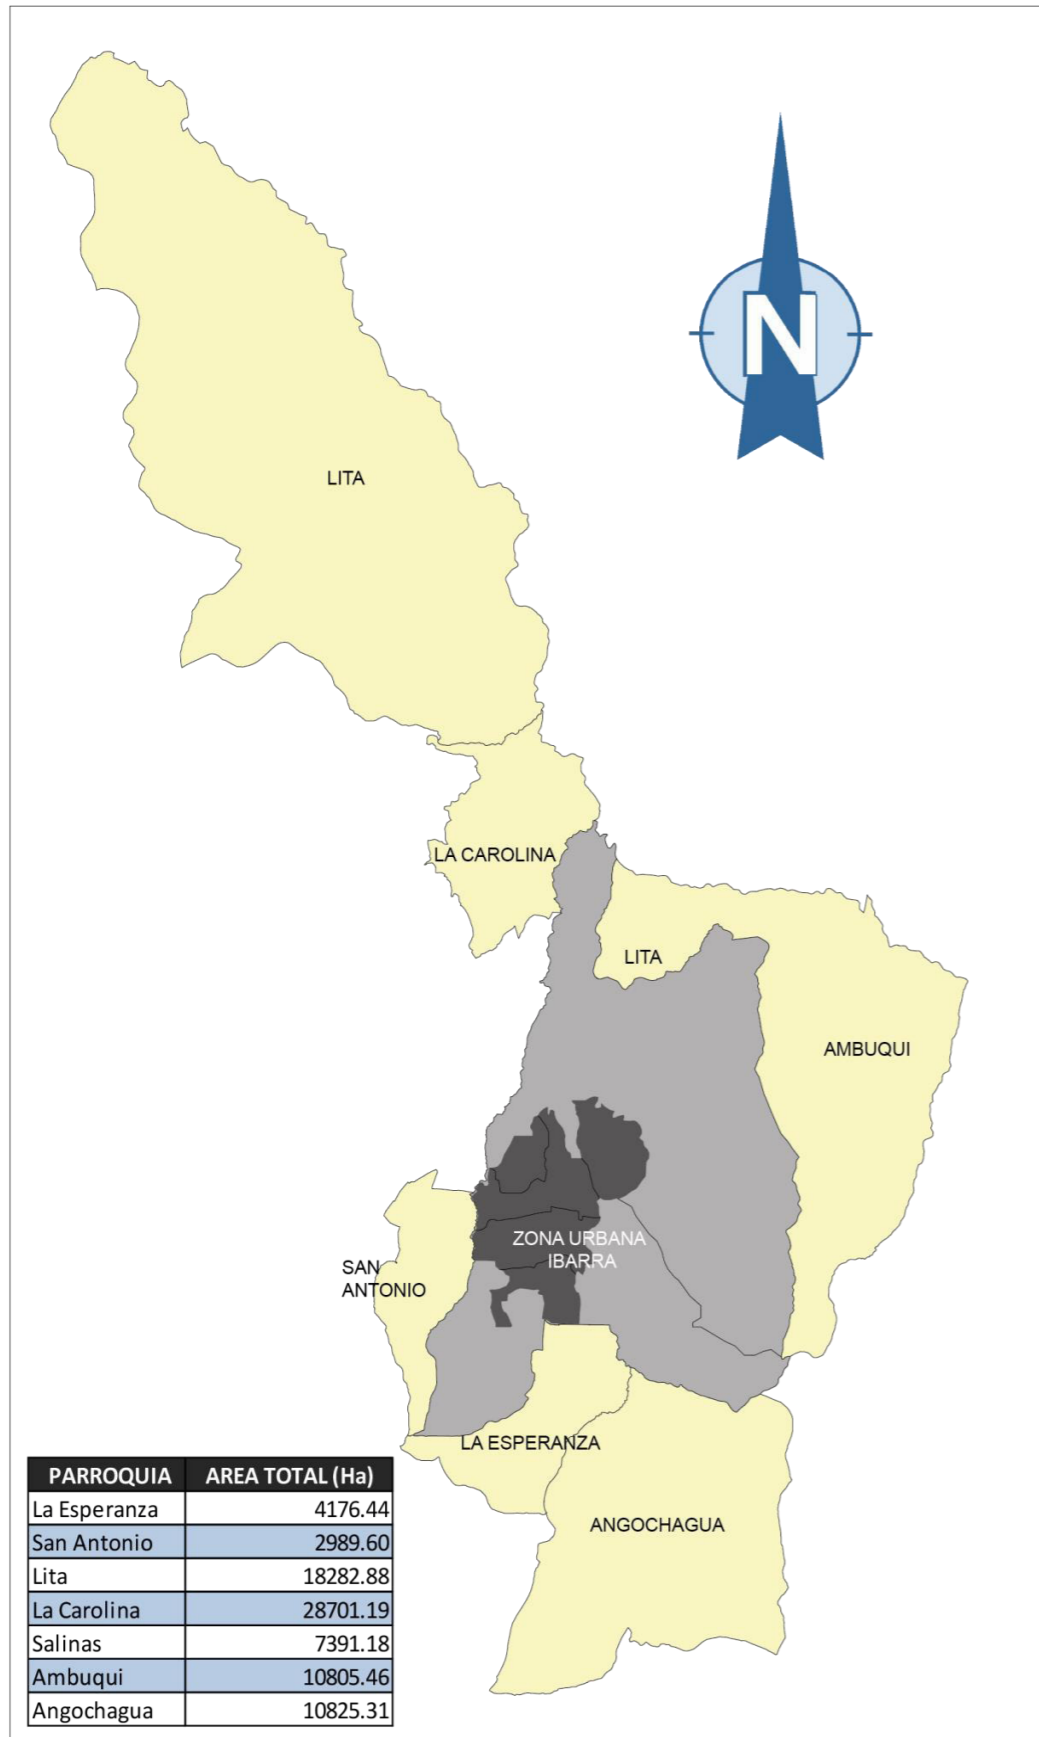 N
LITA
LA CAROLINA
LITA
AMBUQUI
ZONA URBANA
IBARRA
SAN
ANTONIO
LA ESPERANZA
ANGOCHAGUA
PARROQUIA AREA TOTAL (Ha)
La Esperanza 4176.44
San Antonio 2989.60
Lita 18282.88
La Carolina 28701.19
Salinas 7391.18
Ambuqui 10805.46
Angochagua 10825.31